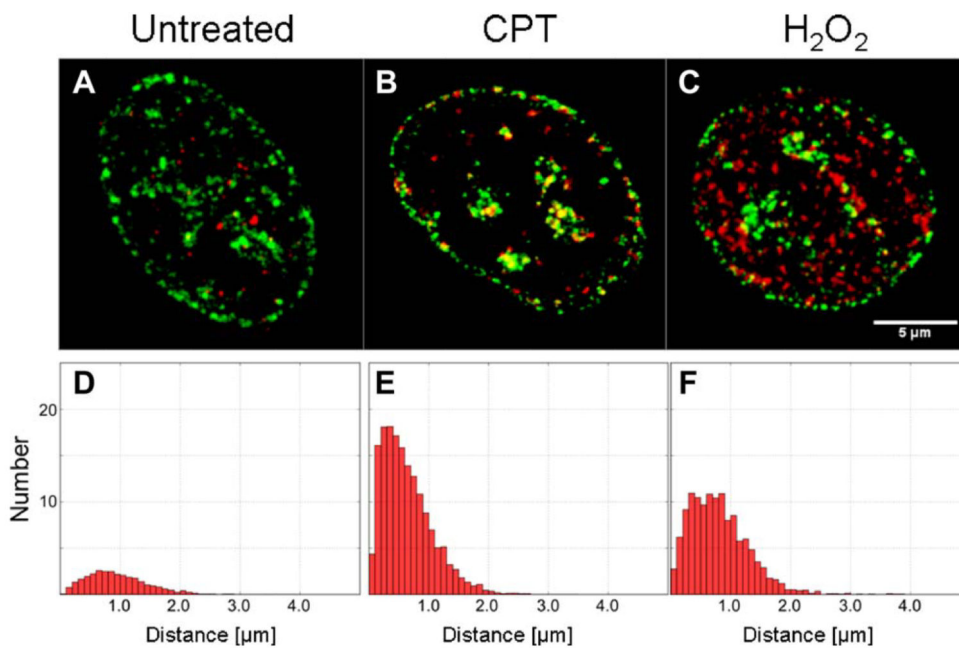 Untreated CPT H₂O₂
A B C
5 µm
D E F
20
10
Number
1.0 2.0 3.0 4.0 1.0 2.0 3.0 4.0 1.0 2.0 3.0 4.0
Distance [µm] Distance [µm] Distance [µm]